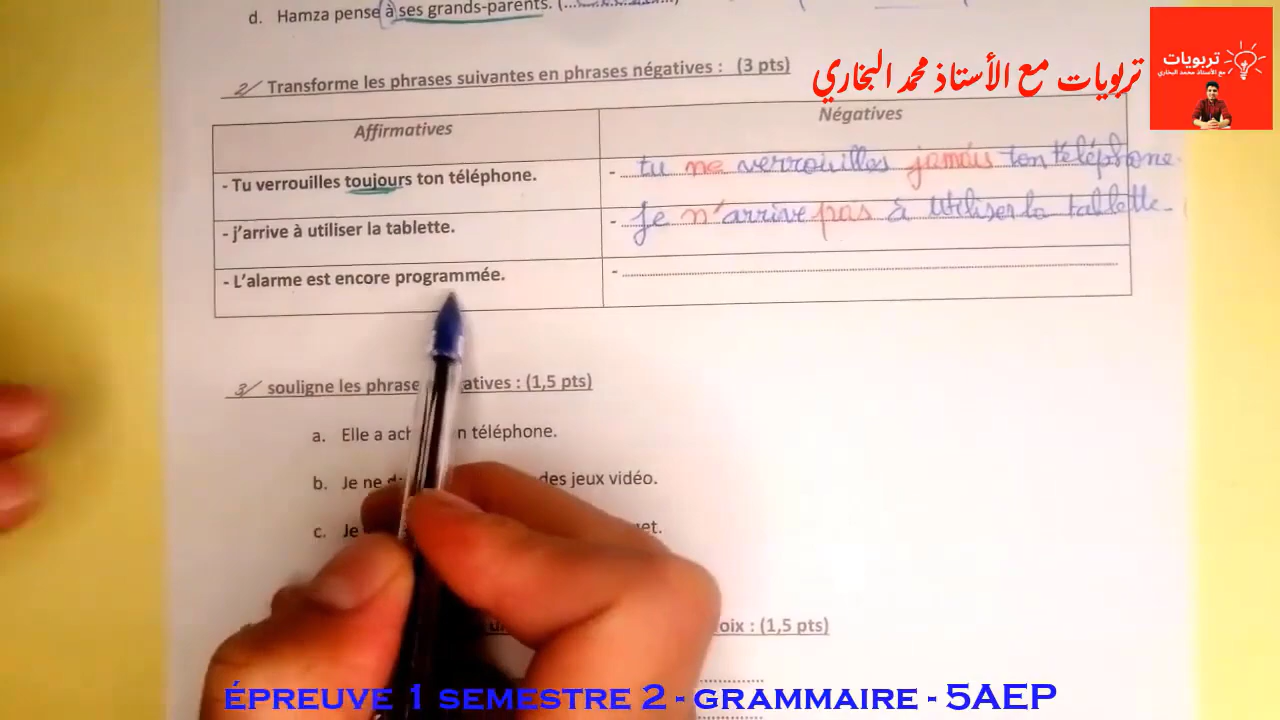 d. Hamza pense à ses grands-parents. (....................)
2/ Transforme les phrases suivantes en phrases négatives : (3 pts)
تربويات مع الأستاذ محمد البخاري
تربويات
مع الأستاذ محمد البخاري
Affirmatives
Négatives
- Tu verrouilles toujours ton téléphone.
- tu ne verrouilles jamais ton téléphone.
- j'arrive à utiliser la tablette.
- Je n'arrive pas à utiliser la tablette.
- L'alarme est encore programmée.
-
3/ souligne les phrase atives : (1,5 pts)
a. Elle a ach n téléphone.
b. Je ne des jeux vidéo.
c. Je et.
oix : (1,5 pts)
ÉPREUVE 1 SEMESTRE 2 - GRAMMAIRE - 5AEP